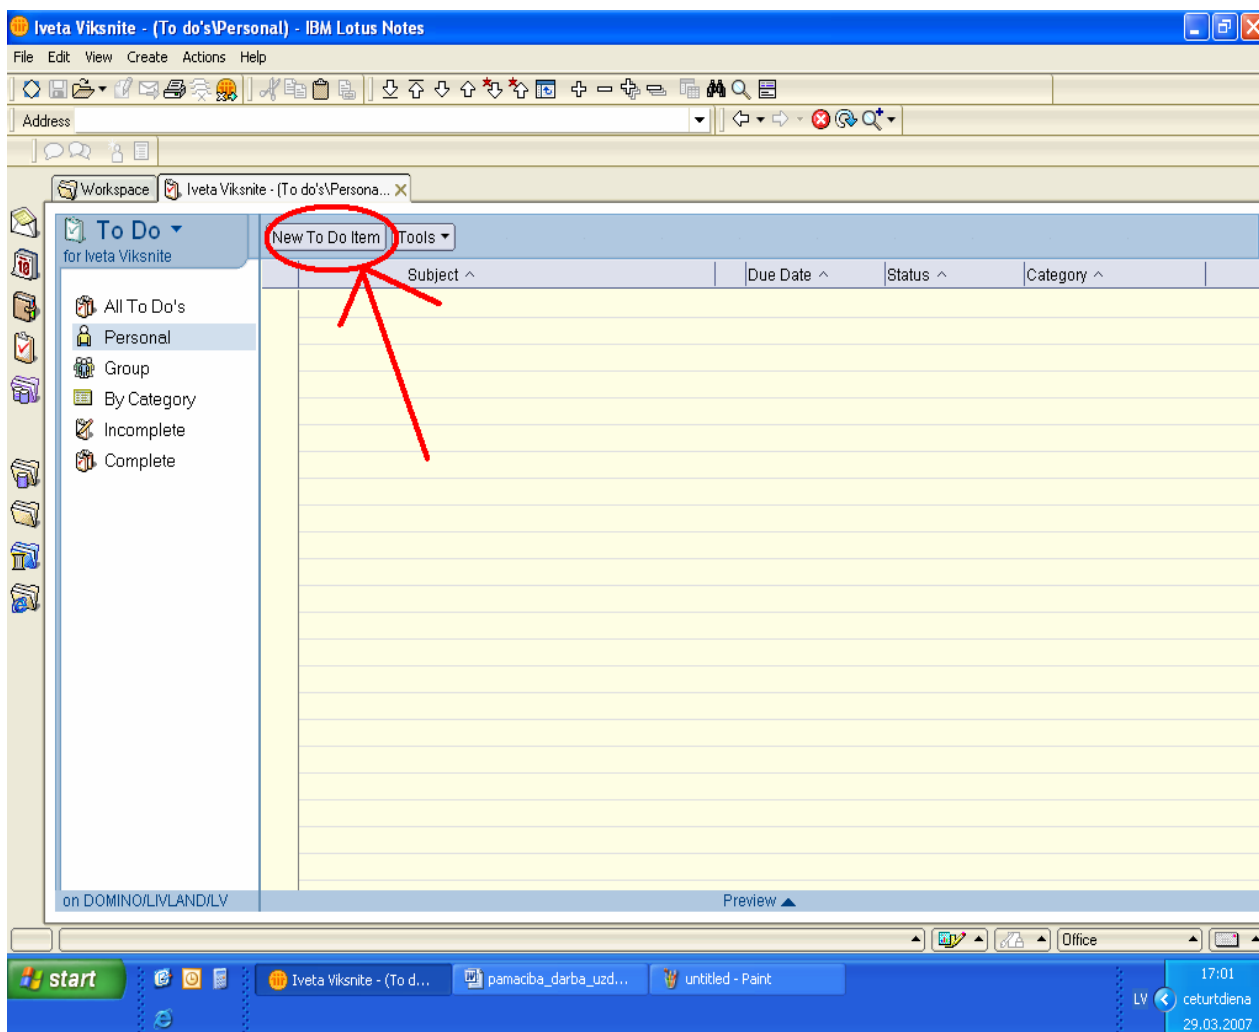 Iveta Viksnite - (To do's\Personal) - IBM Lotus Notes
File Edit View Create Actions Help
Address
Workspace Iveta Viksnite - (To do's\Persona...
To Do
for Iveta Viksnite
New To Do Item Tools
Subject Due Date Status Category
All To Do's
Personal
Group
By Category
Incomplete
Complete
on DOMINO/LIVLAND/LV Preview
Office
start Iveta Viksnite - (To d... pamaciba_darba_uzd... untitled - Paint LV 17:01
ceturtdiena
29.03.2007